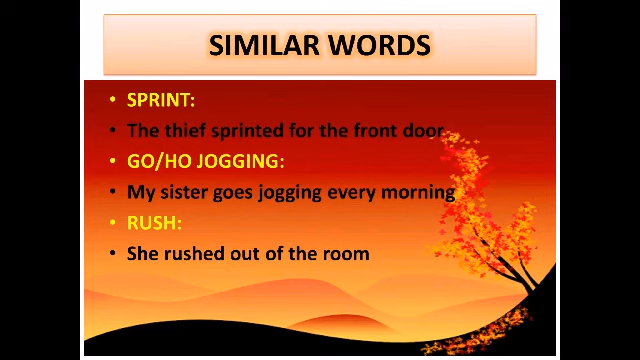 SIMILAR WORDS
• SPRINT:
• The thief sprinted for the front door.
• GO/HO JOGGING:
• My sister goes jogging every morning
• RUSH:
• She rushed out of the room